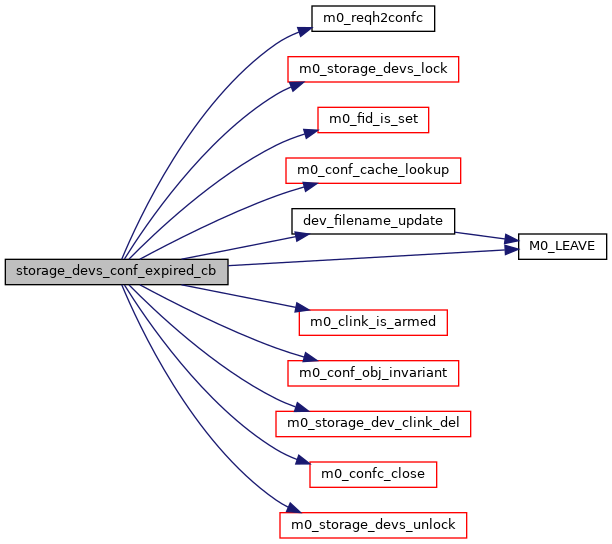 m0_reqh2confc
m0_storage_devs_lock
m0_fid_is_set
m0_conf_cache_lookup
dev_filename_update
M0_LEAVE
storage_devs_conf_expired_cb
m0_clink_is_armed
m0_conf_obj_invariant
m0_storage_dev_clink_del
m0_confc_close
m0_storage_devs_unlock